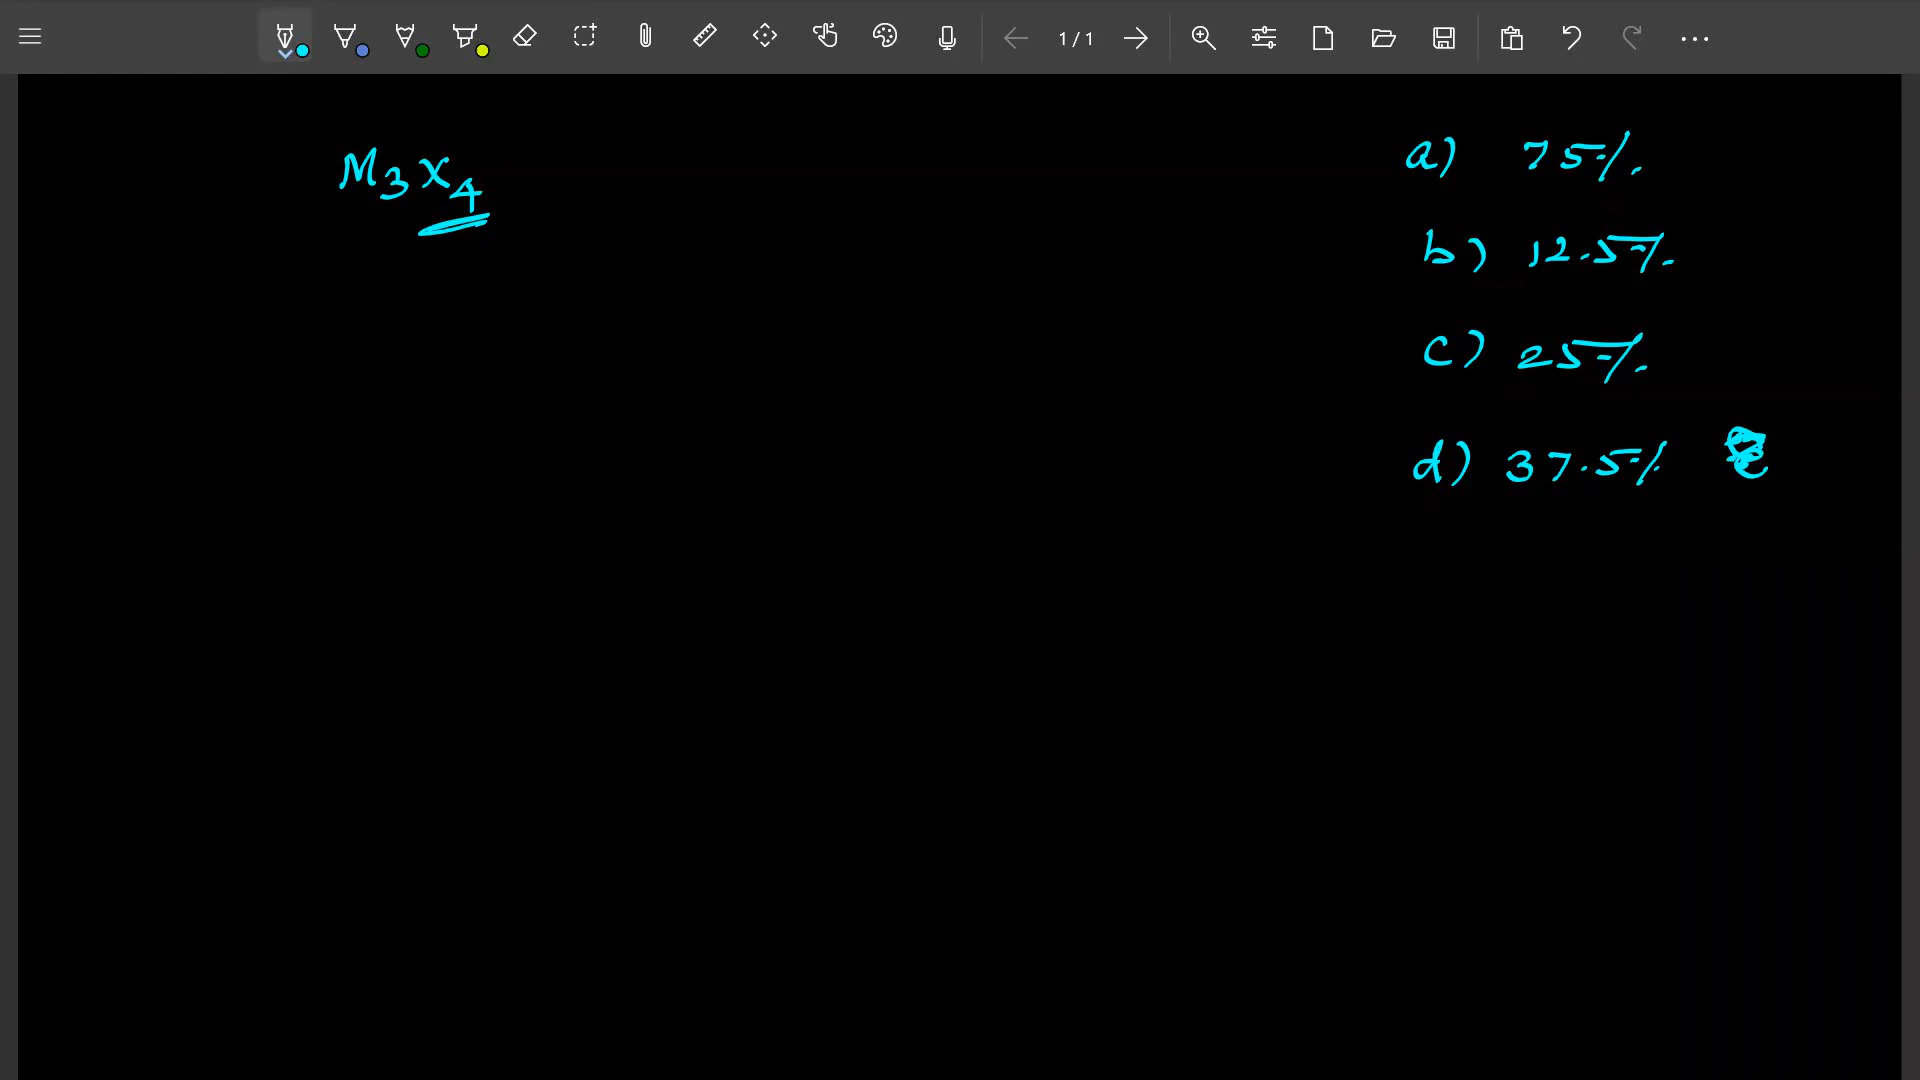 1 / 1
M₃X₄
a) 75%.
b) 12.5%.
c) 25%.
d) 37.5%